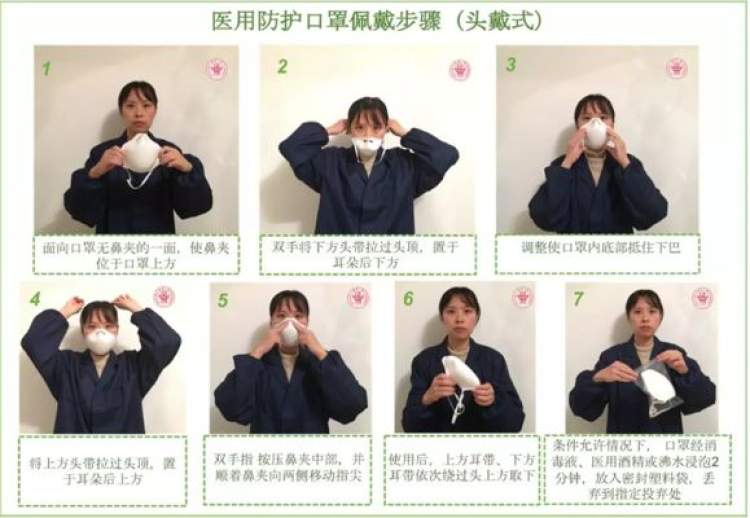 医用防护口罩佩戴步骤（头戴式）
1
2
3
面向口罩无鼻夹的一面，使鼻夹
位于口罩上方
双手将下方头带拉过头顶，置于
耳朵后下方
调整使口罩内底部抵住下巴
4
5
6
7
将上方头带拉过头顶，置
于耳朵后上方
双手指 按压鼻夹中部，并
顺着鼻夹向两侧移动指尖
使用后，上方耳带、下方
耳带依次绕过头上方取下
条件允许情况下， 口罩经消
毒液、医用酒精或沸水浸泡2
分钟，放入密封塑料袋，丢
弃到指定投弃处